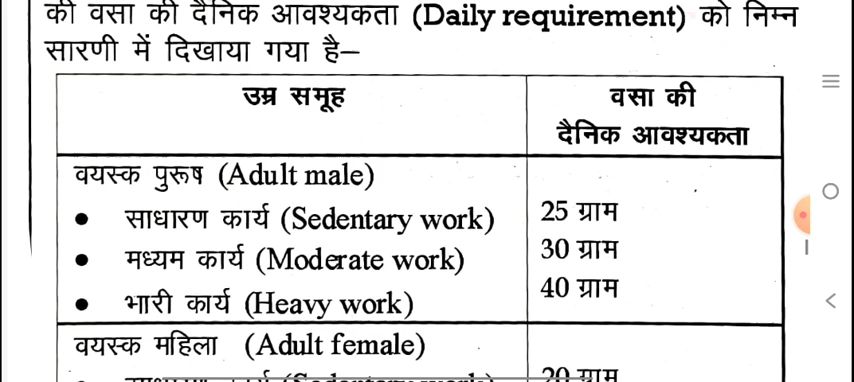 की वसा की दैनिक आवश्यकता (Daily requirement) को निम्न
सारणी में दिखाया गया है–
उम्र समूह
वसा की
दैनिक आवश्यकता
वयस्क पुरूष (Adult male)
• साधारण कार्य (Sedentary work) 25 ग्राम
• मध्यम कार्य (Moderate work) 30 ग्राम
• भारी कार्य (Heavy work) 40 ग्राम
वयस्क महिला (Adult female)
20 ग्राम